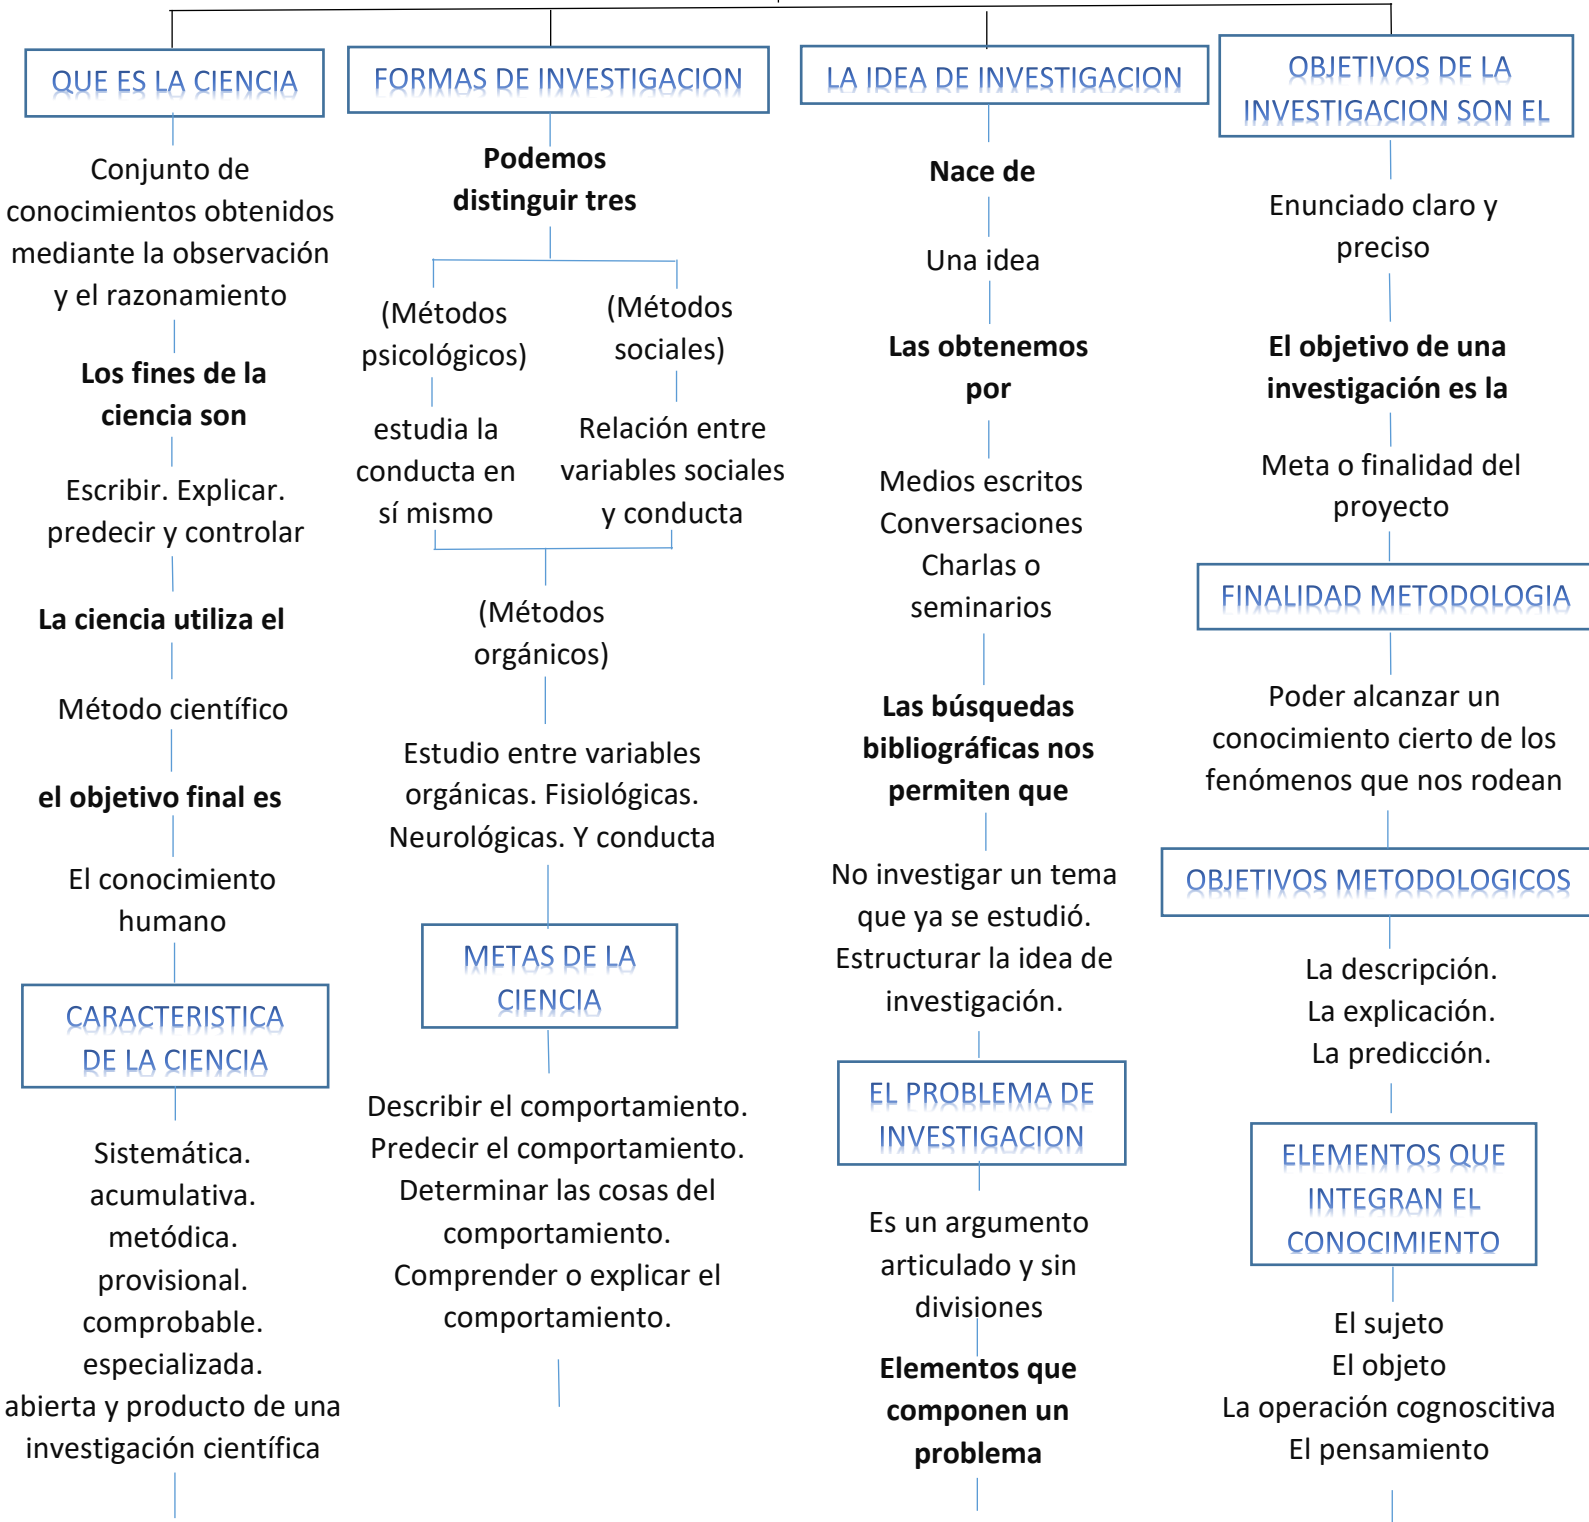 QUE ES LA CIENCIA
Conjunto de
conocimientos obtenidos
mediante la observación
y el razonamiento
Los fines de la
ciencia son
Escribir. Explicar.
predecir y controlar
La ciencia utiliza el
Método científico
el objetivo final es
El conocimiento
humano
CARACTERISTICA
DE LA CIENCIA
Sistemática.
acumulativa.
metódica.
provisional.
comprobable.
especializada.
abierta y producto de una
investigación científica
FORMAS DE INVESTIGACION
Podemos
distinguir tres
(Métodos
psicológicos)
estudia la
conducta en
sí mismo
(Métodos
sociales)
Relación entre
variables sociales
y conducta
(Métodos
orgánicos)
Estudio entre variables
orgánicas. Fisiológicas.
Neurológicas. Y conducta
METAS DE LA
CIENCIA
Describir el comportamiento.
Predecir el comportamiento.
Determinar las cosas del
comportamiento.
Comprender o explicar el
comportamiento.
LA IDEA DE INVESTIGACION
Nace de
Una idea
Las obtenemos
por
Medios escritos
Conversaciones
Charlas o
seminarios
Las búsquedas
bibliográficas nos
permiten que
No investigar un tema
que ya se estudió.
Estructurar la idea de
investigación.
EL PROBLEMA DE
INVESTIGACION
Es un argumento
articulado y sin
divisiones
Elementos que
componen un
problema
OBJETIVOS DE LA
INVESTIGACION SON EL
Enunciado claro y
preciso
El objetivo de una
investigación es la
Meta o finalidad del
proyecto
FINALIDAD METODOLOGIA
Poder alcanzar un
conocimiento cierto de los
fenómenos que nos rodean
OBJETIVOS METODOLOGICOS
La descripción.
La explicación.
La predicción.
ELEMENTOS QUE
INTEGRAN EL
CONOCIMIENTO
El sujeto
El objeto
La operación cognoscitiva
El pensamiento